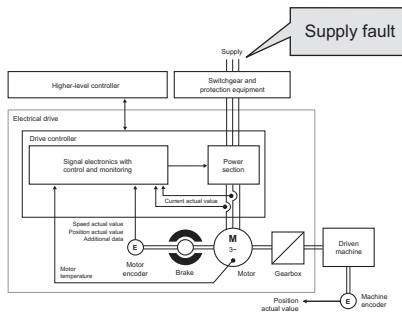 Supply fault
Supply
Higher-level controller
Switchgear and
protection equipment
Electrical drive
Drive controller
Signal electronics with
control and monitoring
Power
section
Current actual value
Speed actual value
Position actual value
Additional data
M
3~
E
Motor
encoder
Brake
Motor
Gearbox
Driven
machine
Motor
temperature
Position
actual value
E
Machine
encoder